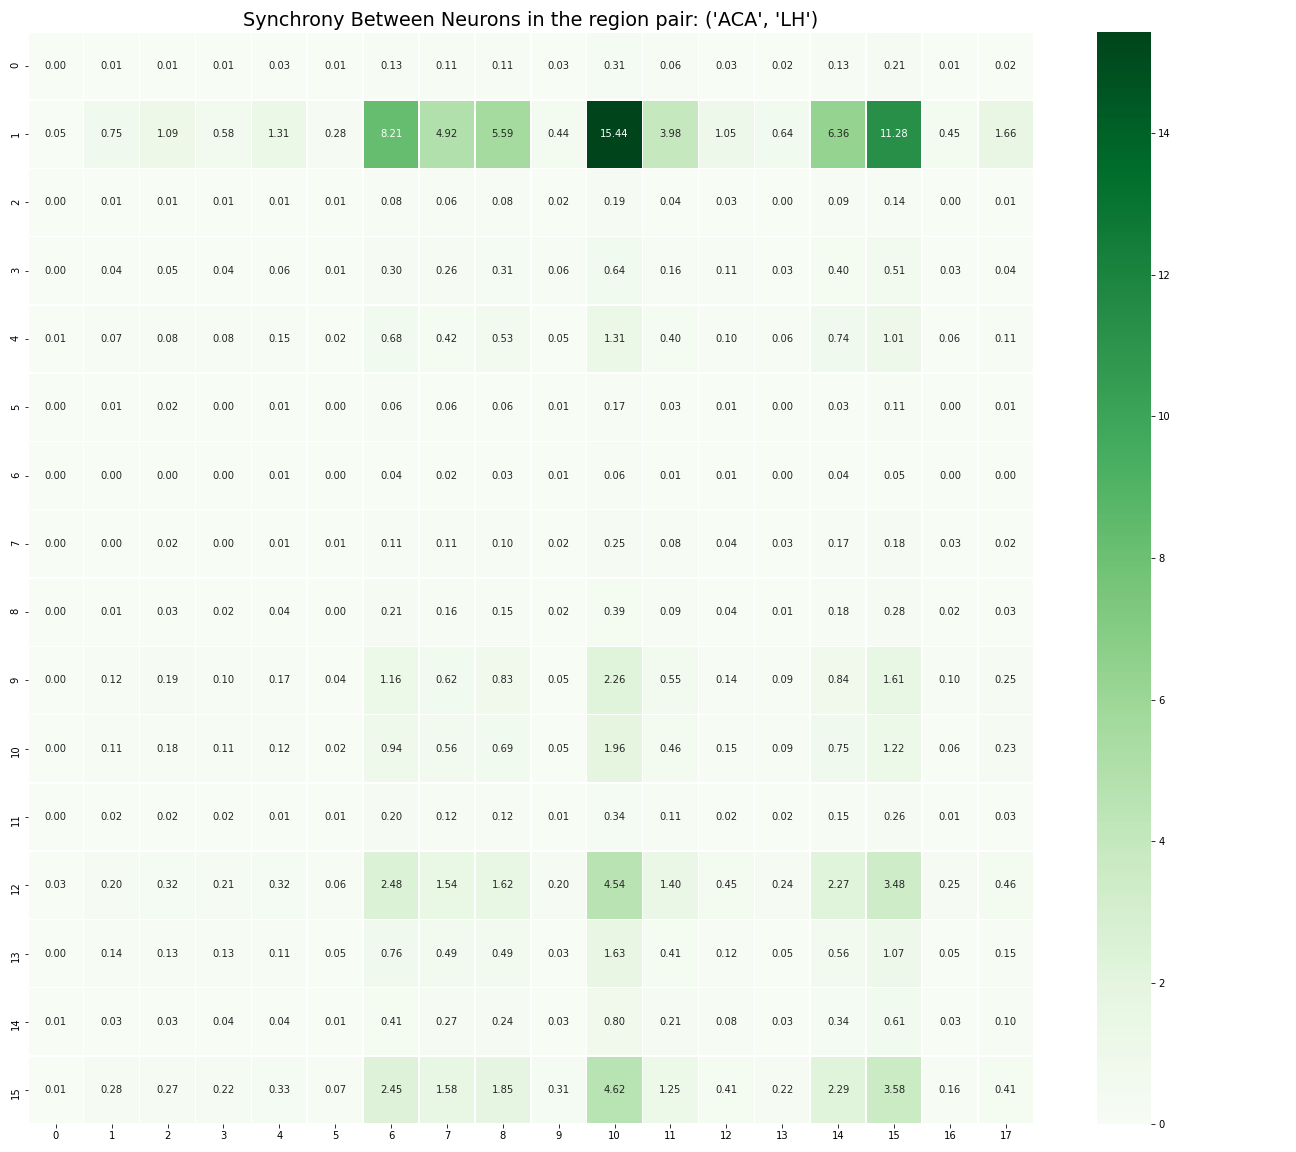 Synchrony Between Neurons in the region pair: ('ACA', 'LH')
0 0.00 0.01 0.01 0.01 0.03 0.01 0.13 0.11 0.11 0.03 0.31 0.06 0.03 0.02 0.13 0.21 0.01 0.02
1 0.05 0.75 1.09 0.58 1.31 0.28 8.21 4.92 5.59 0.44 15.44 3.98 1.05 0.64 6.36 11.28 0.45 1.66
2 0.00 0.01 0.01 0.01 0.01 0.01 0.08 0.06 0.08 0.02 0.19 0.04 0.03 0.00 0.09 0.14 0.00 0.01
3 0.00 0.04 0.05 0.04 0.06 0.01 0.30 0.26 0.31 0.06 0.64 0.16 0.11 0.03 0.40 0.51 0.03 0.04
4 0.01 0.07 0.08 0.08 0.15 0.02 0.68 0.42 0.53 0.05 1.31 0.40 0.10 0.06 0.74 1.01 0.06 0.11
5 0.00 0.01 0.02 0.00 0.01 0.00 0.06 0.06 0.06 0.01 0.17 0.03 0.01 0.00 0.03 0.11 0.00 0.01
6 0.00 0.00 0.00 0.00 0.01 0.00 0.04 0.02 0.03 0.01 0.06 0.01 0.01 0.00 0.04 0.05 0.00 0.00
7 0.00 0.00 0.02 0.00 0.01 0.01 0.11 0.11 0.10 0.02 0.25 0.08 0.04 0.03 0.17 0.18 0.03 0.02
8 0.00 0.01 0.03 0.02 0.04 0.00 0.21 0.16 0.15 0.02 0.39 0.09 0.04 0.01 0.18 0.28 0.02 0.03
9 0.00 0.12 0.19 0.10 0.17 0.04 1.16 0.62 0.83 0.05 2.26 0.55 0.14 0.09 0.84 1.61 0.10 0.25
10 0.00 0.11 0.18 0.11 0.12 0.02 0.94 0.56 0.69 0.05 1.96 0.46 0.15 0.09 0.75 1.22 0.06 0.23
11 0.00 0.02 0.02 0.02 0.01 0.01 0.20 0.12 0.12 0.01 0.34 0.11 0.02 0.02 0.15 0.26 0.01 0.03
12 0.03 0.20 0.32 0.21 0.32 0.06 2.48 1.54 1.62 0.20 4.54 1.40 0.45 0.24 2.27 3.48 0.25 0.46
13 0.00 0.14 0.13 0.13 0.11 0.05 0.76 0.49 0.49 0.03 1.63 0.41 0.12 0.05 0.56 1.07 0.05 0.15
14 0.01 0.03 0.03 0.04 0.04 0.01 0.41 0.27 0.24 0.03 0.80 0.21 0.08 0.03 0.34 0.61 0.03 0.10
15 0.01 0.28 0.27 0.22 0.33 0.07 2.45 1.58 1.85 0.31 4.62 1.25 0.41 0.22 2.29 3.58 0.16 0.41
0 1 2 3 4 5 6 7 8 9 10 11 12 13 14 15 16 17
14
12
10
8
6
4
2
0